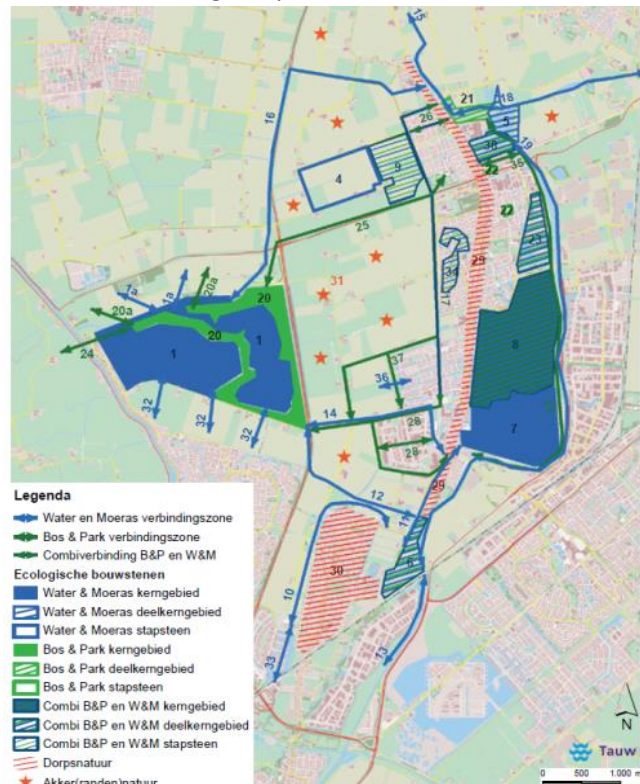 15
21
18
5
26
38
19
35
16
9
4
22
22
25
23
34
31
29
17
1a
1a
20a
20
20a
8
24
20
1
1
37
36
32
32
32
14
28
7
28
29
12
11
6
30
10
33
13
Legenda
Water en Moeras verbindingszone
Bos & Park verbindingszone
Combiverbinding B&P en W&M
Ecologische bouwstenen
Water & Moeras kerngebied
Water & Moeras deelkerngebied
Water & Moeras stapsteen
Bos & Park kerngebied
Bos & Park deelkerngebied
Bos & Park stapsteen
Combi B&P en W&M kerngebied
Combi B&P en W&M deelkerngebied
Combi B&P en W&M stapsteen
Dorpsnatuur
Akker(randen)natuur
N
Tauw
0 500 1.000